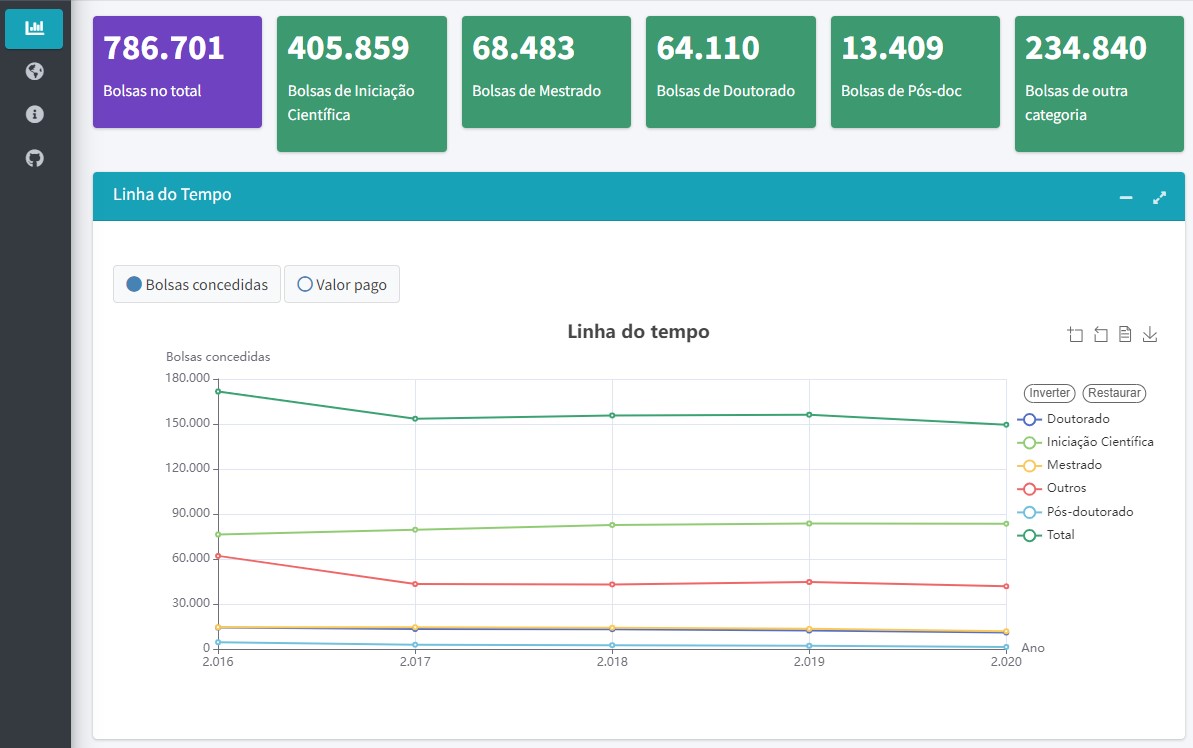 786.701
Bolsas no total
405.859
Bolsas de Iniciação
Científica
68.483
Bolsas de Mestrado
64.110
Bolsas de Doutorado
13.409
Bolsas de Pós-doc
234.840
Bolsas de outra
categoria
Linha do Tempo
Bolsas concedidas
Valor pago
Linha do tempo
Bolsas concedidas
180.000
150.000
120.000
90.000
60.000
30.000
0
2.016
2.017
2.018
2.019
2.020
Ano
Inverter
Restaurar
Doutorado
Iniciação Científica
Mestrado
Outros
Pós-doutorado
Total